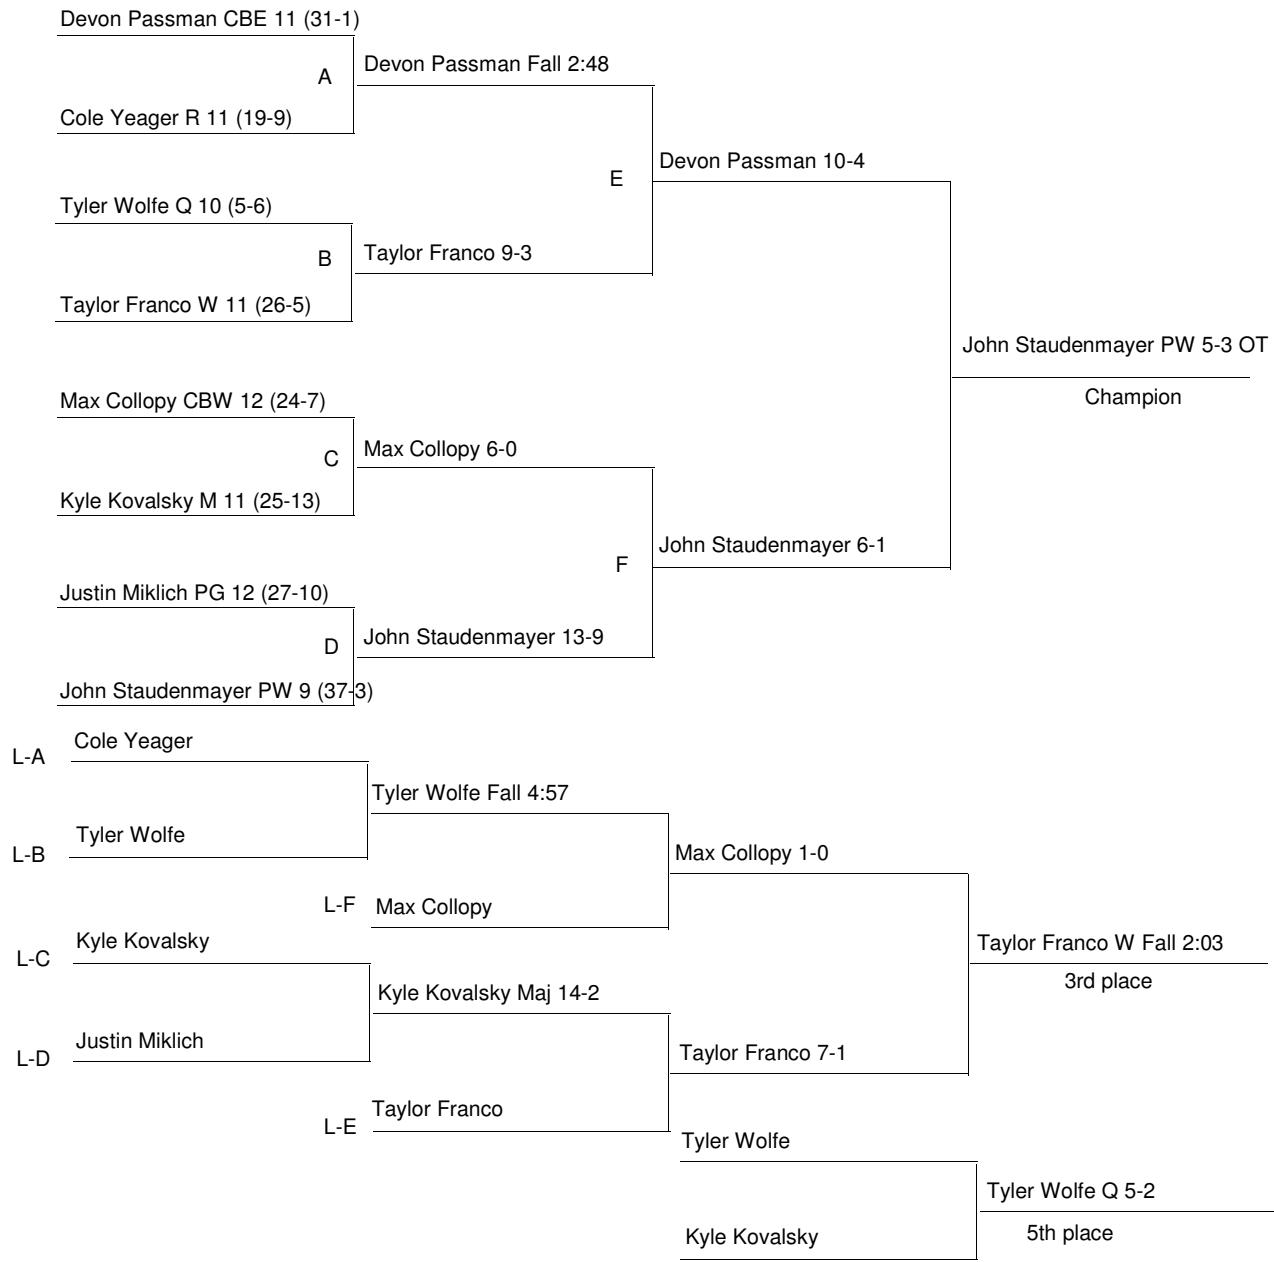 Devon Passman CBE 11 (31-1)
A
Devon Passman Fall 2:48
Cole Yeager R 11 (19-9)
E
Devon Passman 10-4
Tyler Wolfe Q 10 (5-6)
B
Taylor Franco 9-3
Taylor Franco W 11 (26-5)
John Staudenmayer PW 5-3 OT
Champion
Max Collopy CBW 12 (24-7)
C
Max Collopy 6-0
Kyle Kovalsky M 11 (25-13)
F
John Staudenmayer 6-1
Justin Miklich PG 12 (27-10)
D
John Staudenmayer 13-9
John Staudenmayer PW 9 (37-3)
L-A
Cole Yeager
Tyler Wolfe Fall 4:57
L-B
Tyler Wolfe
Max Collopy 1-0
L-F
Max Collopy
L-C
Kyle Kovalsky
Taylor Franco W Fall 2:03
3rd place
Kyle Kovalsky Maj 14-2
L-D
Justin Miklich
Taylor Franco 7-1
L-E
Taylor Franco
Tyler Wolfe
Tyler Wolfe Q 5-2
5th place
Kyle Kovalsky